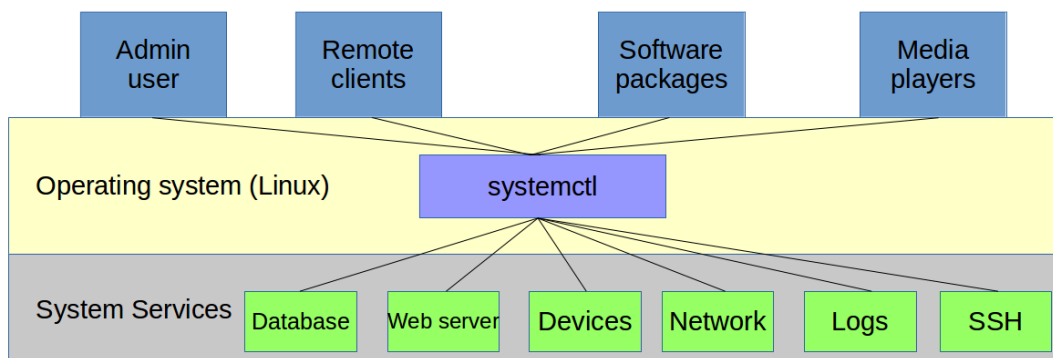 Admin
user
Remote
clients
Software
packages
Media
players
Operating system (Linux)
systemctl
System Services
Database
Web server
Devices
Network
Logs
SSH